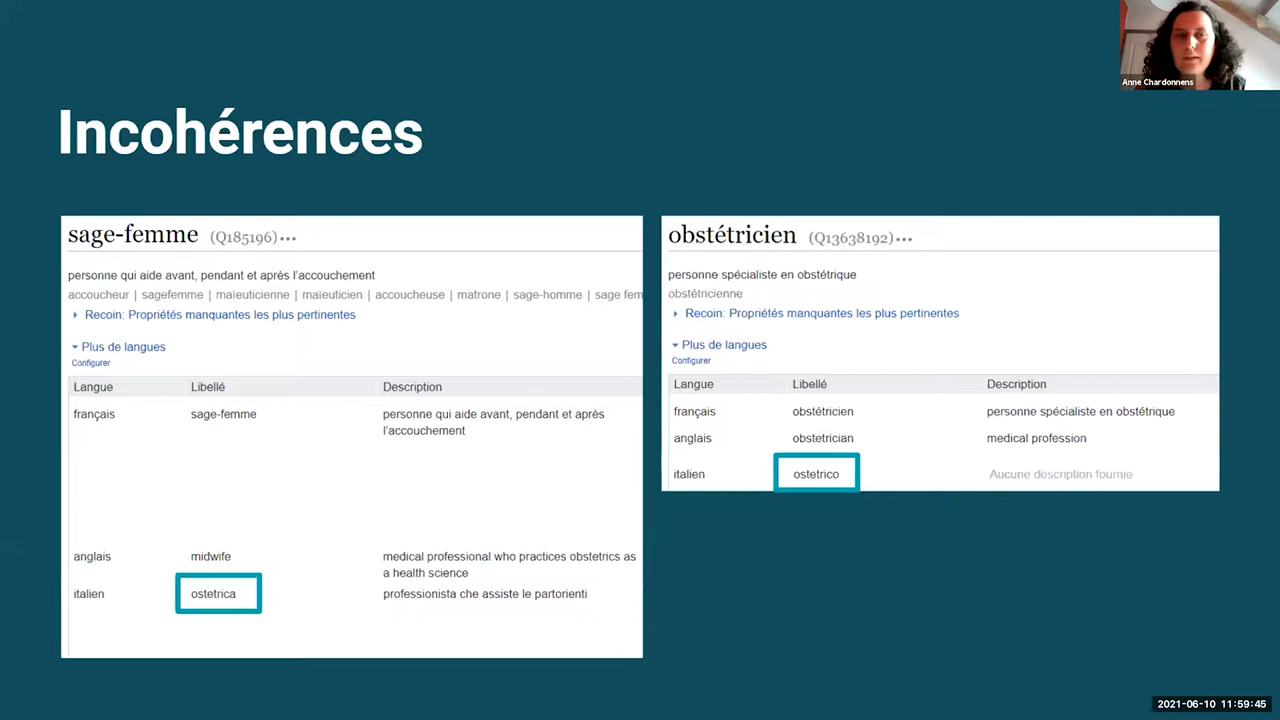 Anne Chardonnens
Incohérences
sage-femme (Q185196)•••
personne qui aide avant, pendant et après l'accouchement
accoucheur | sagefemme | maïeuticienne | maïeuticien | accoucheuse | matrone | sage-homme | sage fem
Recoin: Propriétés manquantes les plus pertinentes
Plus de langues
Configurer
Langue Libellé Description
français sage-femme personne qui aide avant, pendant et après
l'accouchement
anglais midwife medical professional who practices obstetrics as
a health science
italien ostetrica professionista che assiste le partorienti
obstétricien (Q13638192)•••
personne spécialiste en obstétrique
obstétricienne
Recoin: Propriétés manquantes les plus pertinentes
Plus de langues
Configurer
Langue Libellé Description
français obstétricien personne spécialiste en obstétrique
anglais obstetrician medical profession
italien ostetrico Aucune description fournie
2021-06-10 11:59:45